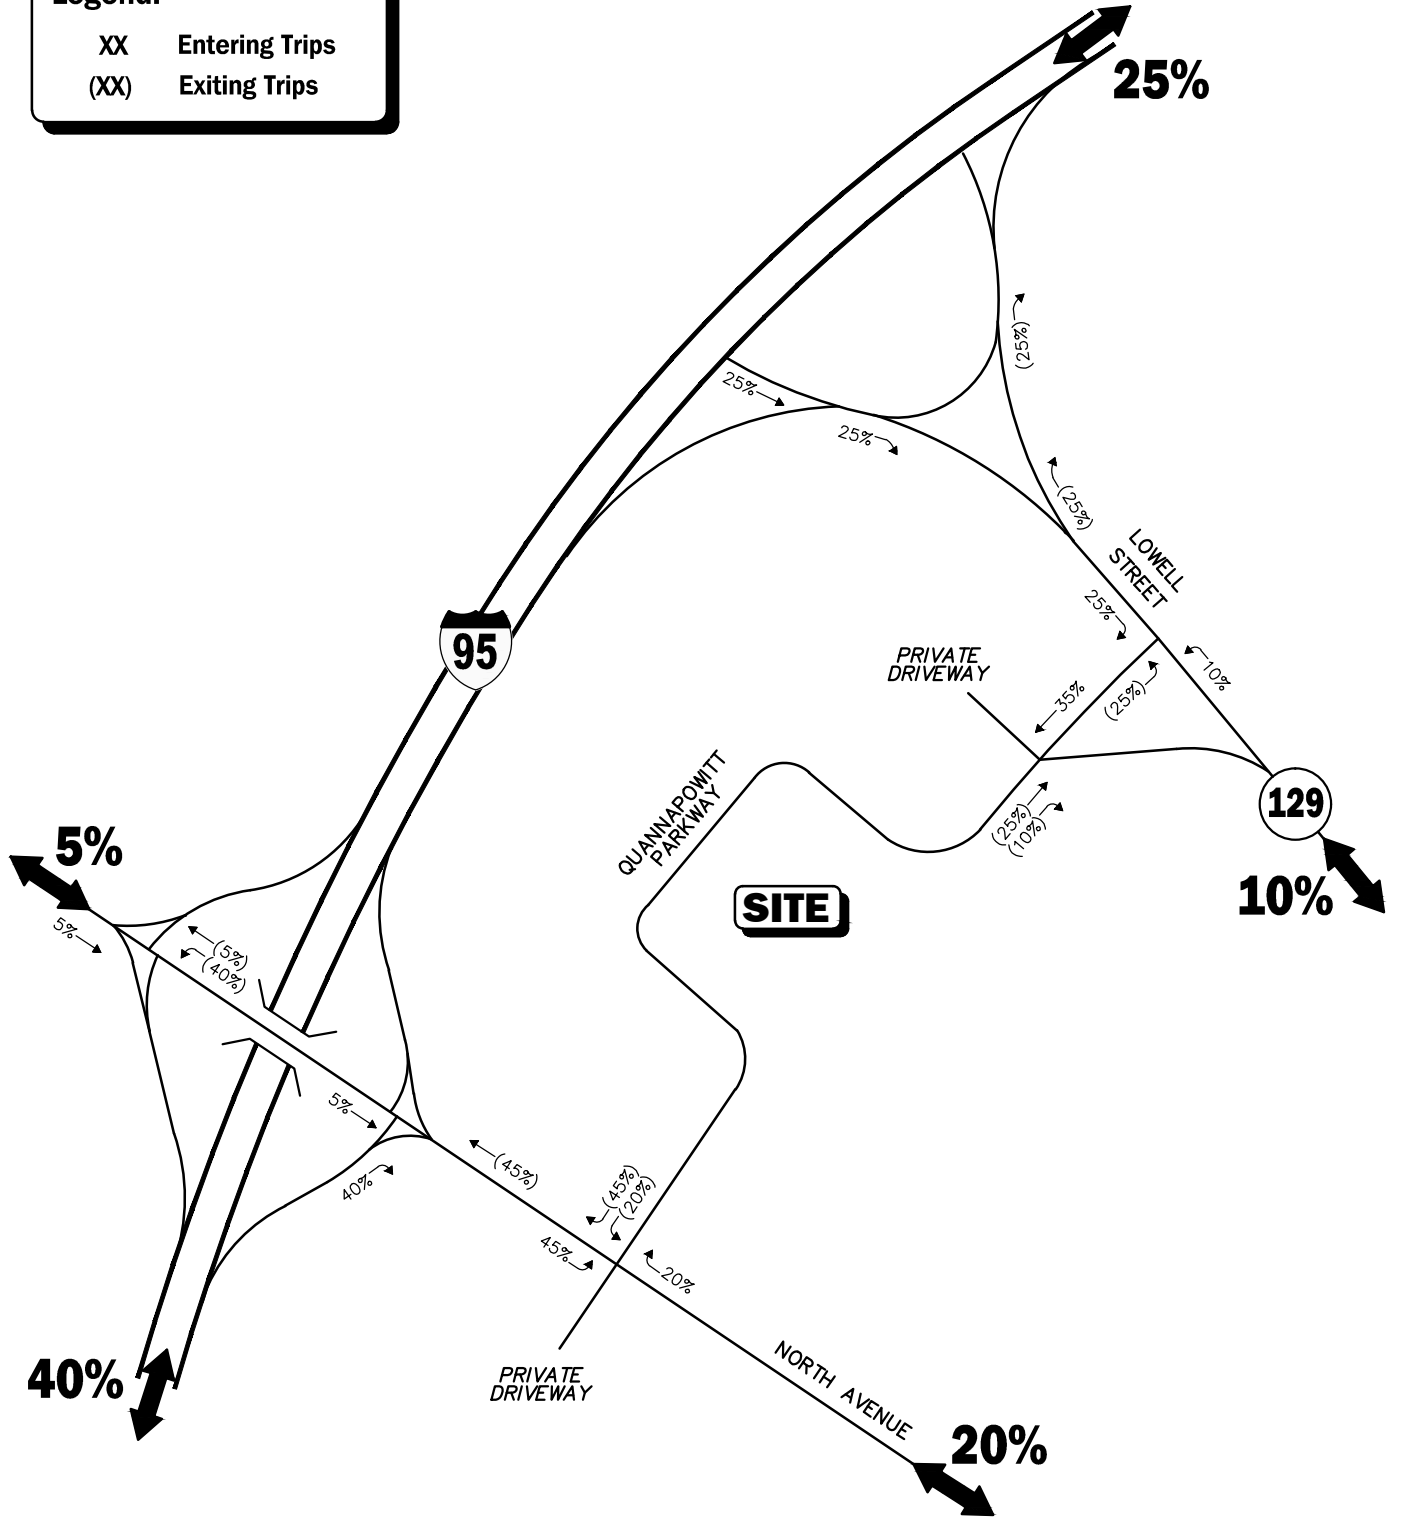 Legend:
XX Entering Trips
(XX) Exiting Trips
25%
(25%)
25%
25%
(25%)
LOWELL
STREET
25%
95
PRIVATE
DRIVEWAY
10%
35%
(25%)
QUANNAPOWITT
PARKWAY
129
(25%)
(10%)
5%
10%
SITE
5%
(5%)
(40%)
5%
(45%)
40%
(45%)
(20%)
45%
20%
40%
PRIVATE
DRIVEWAY
NORTH AVENUE
20%